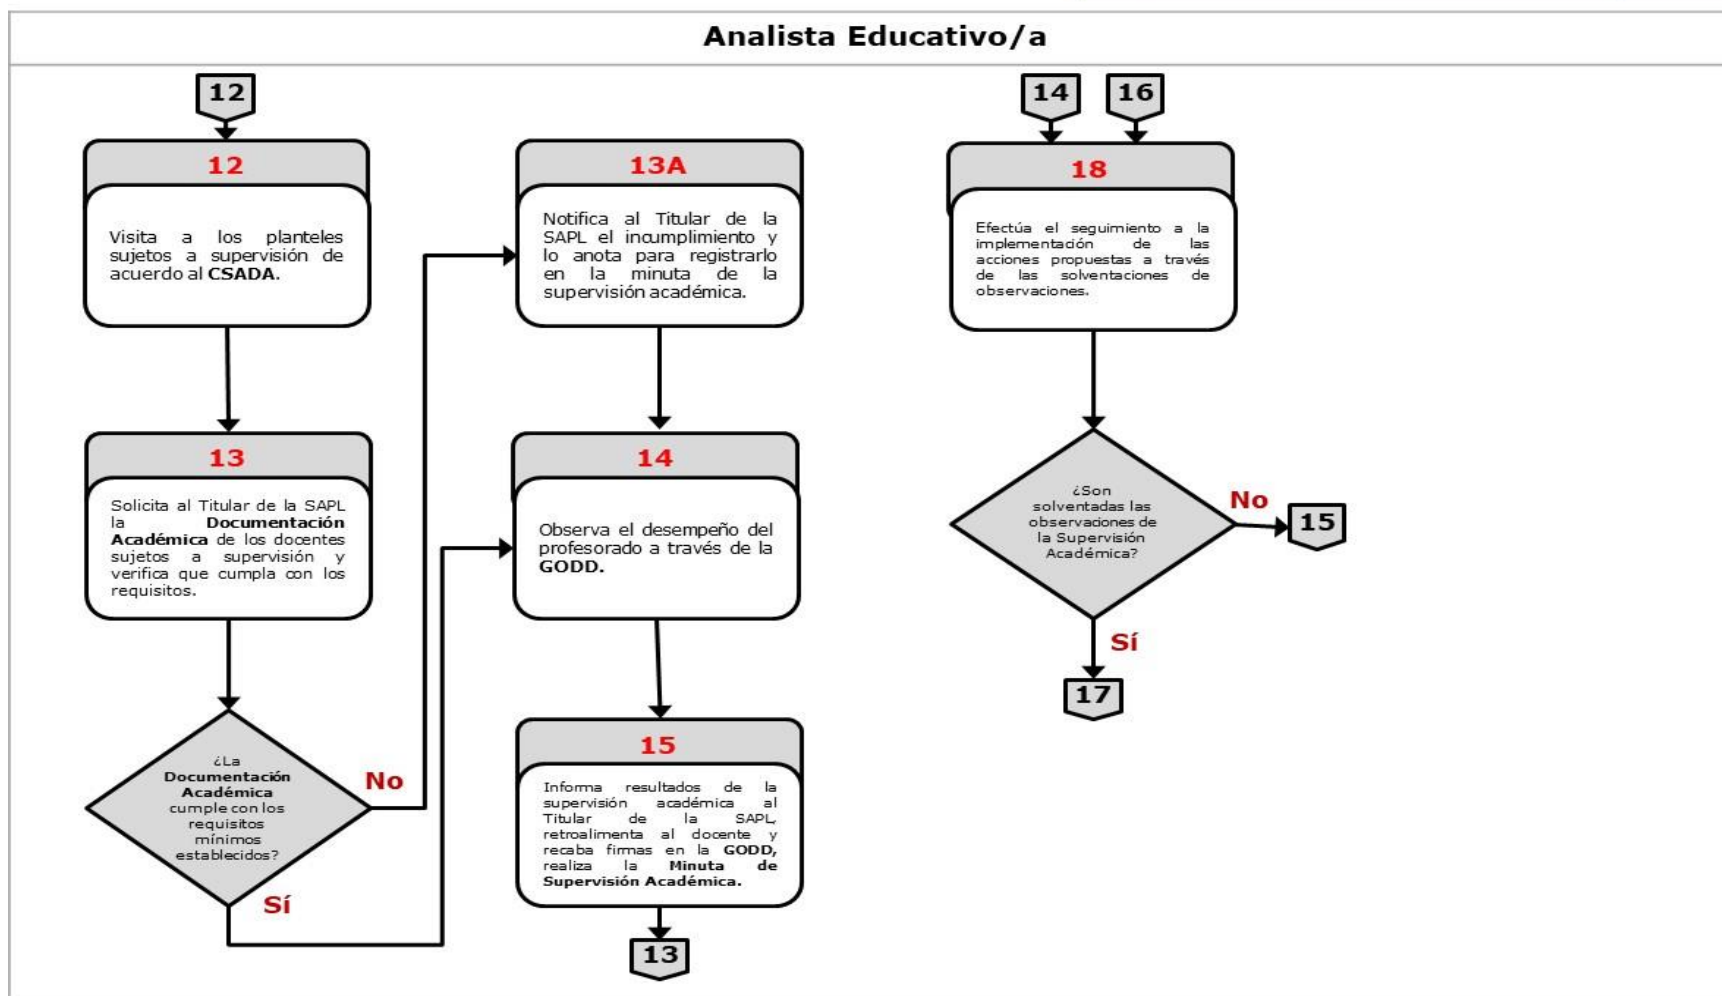 Analista Educativo/a
12
12
Visita a los planteles
sujetos a supervisión de
acuerdo al CSADA.
13
Solicita al Titular de la SAPL
la Documentación
Académica de los docentes
sujetos a supervisión y
verifica que cumpla con los
requisitos.
¿La
Documentación
Académica
cumple con los
requisitos
mínimos
establecidos?
No
Sí
13A
Notifica al Titular de la
SAPL el incumplimiento y
lo anota para registrarlo
en la minuta de la
supervisión académica.
14
Observa el desempeño del
profesorado a través de la
GODD.
15
Informa resultados de la
supervisión académica al
Titular de la SAPL,
retroalimenta al docente y
recaba firmas en la GODD,
realiza la Minuta de
Supervisión Académica.
13
14
16
18
Efectúa el seguimiento a la
implementación de las
acciones propuestas a través
de las solventaciones de
observaciones.
¿Son
solventadas las
observaciones de
la Supervisión
Académica?
No
15
Sí
17